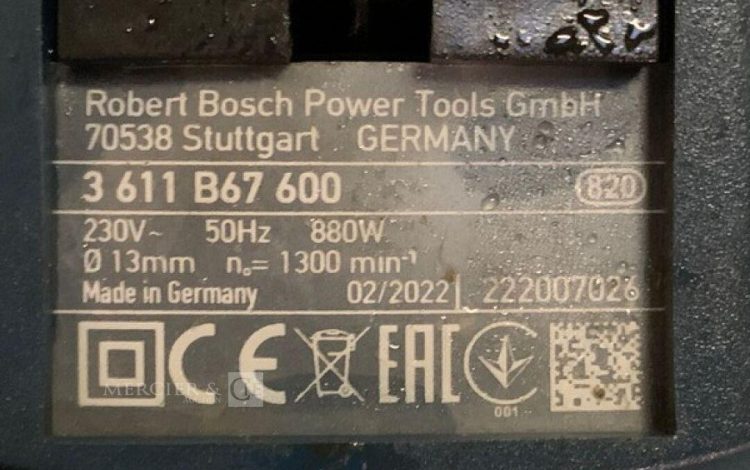 Robert Bosch Power Tools GmbH
70538 Stuttgart GERMANY
3 611 B67 600 820
230V~ 50Hz 880W
Ø 13mm n₀= 1300 min⁻¹
Made in Germany 02/2022 222007026
CE EAC
001
MERCIER &